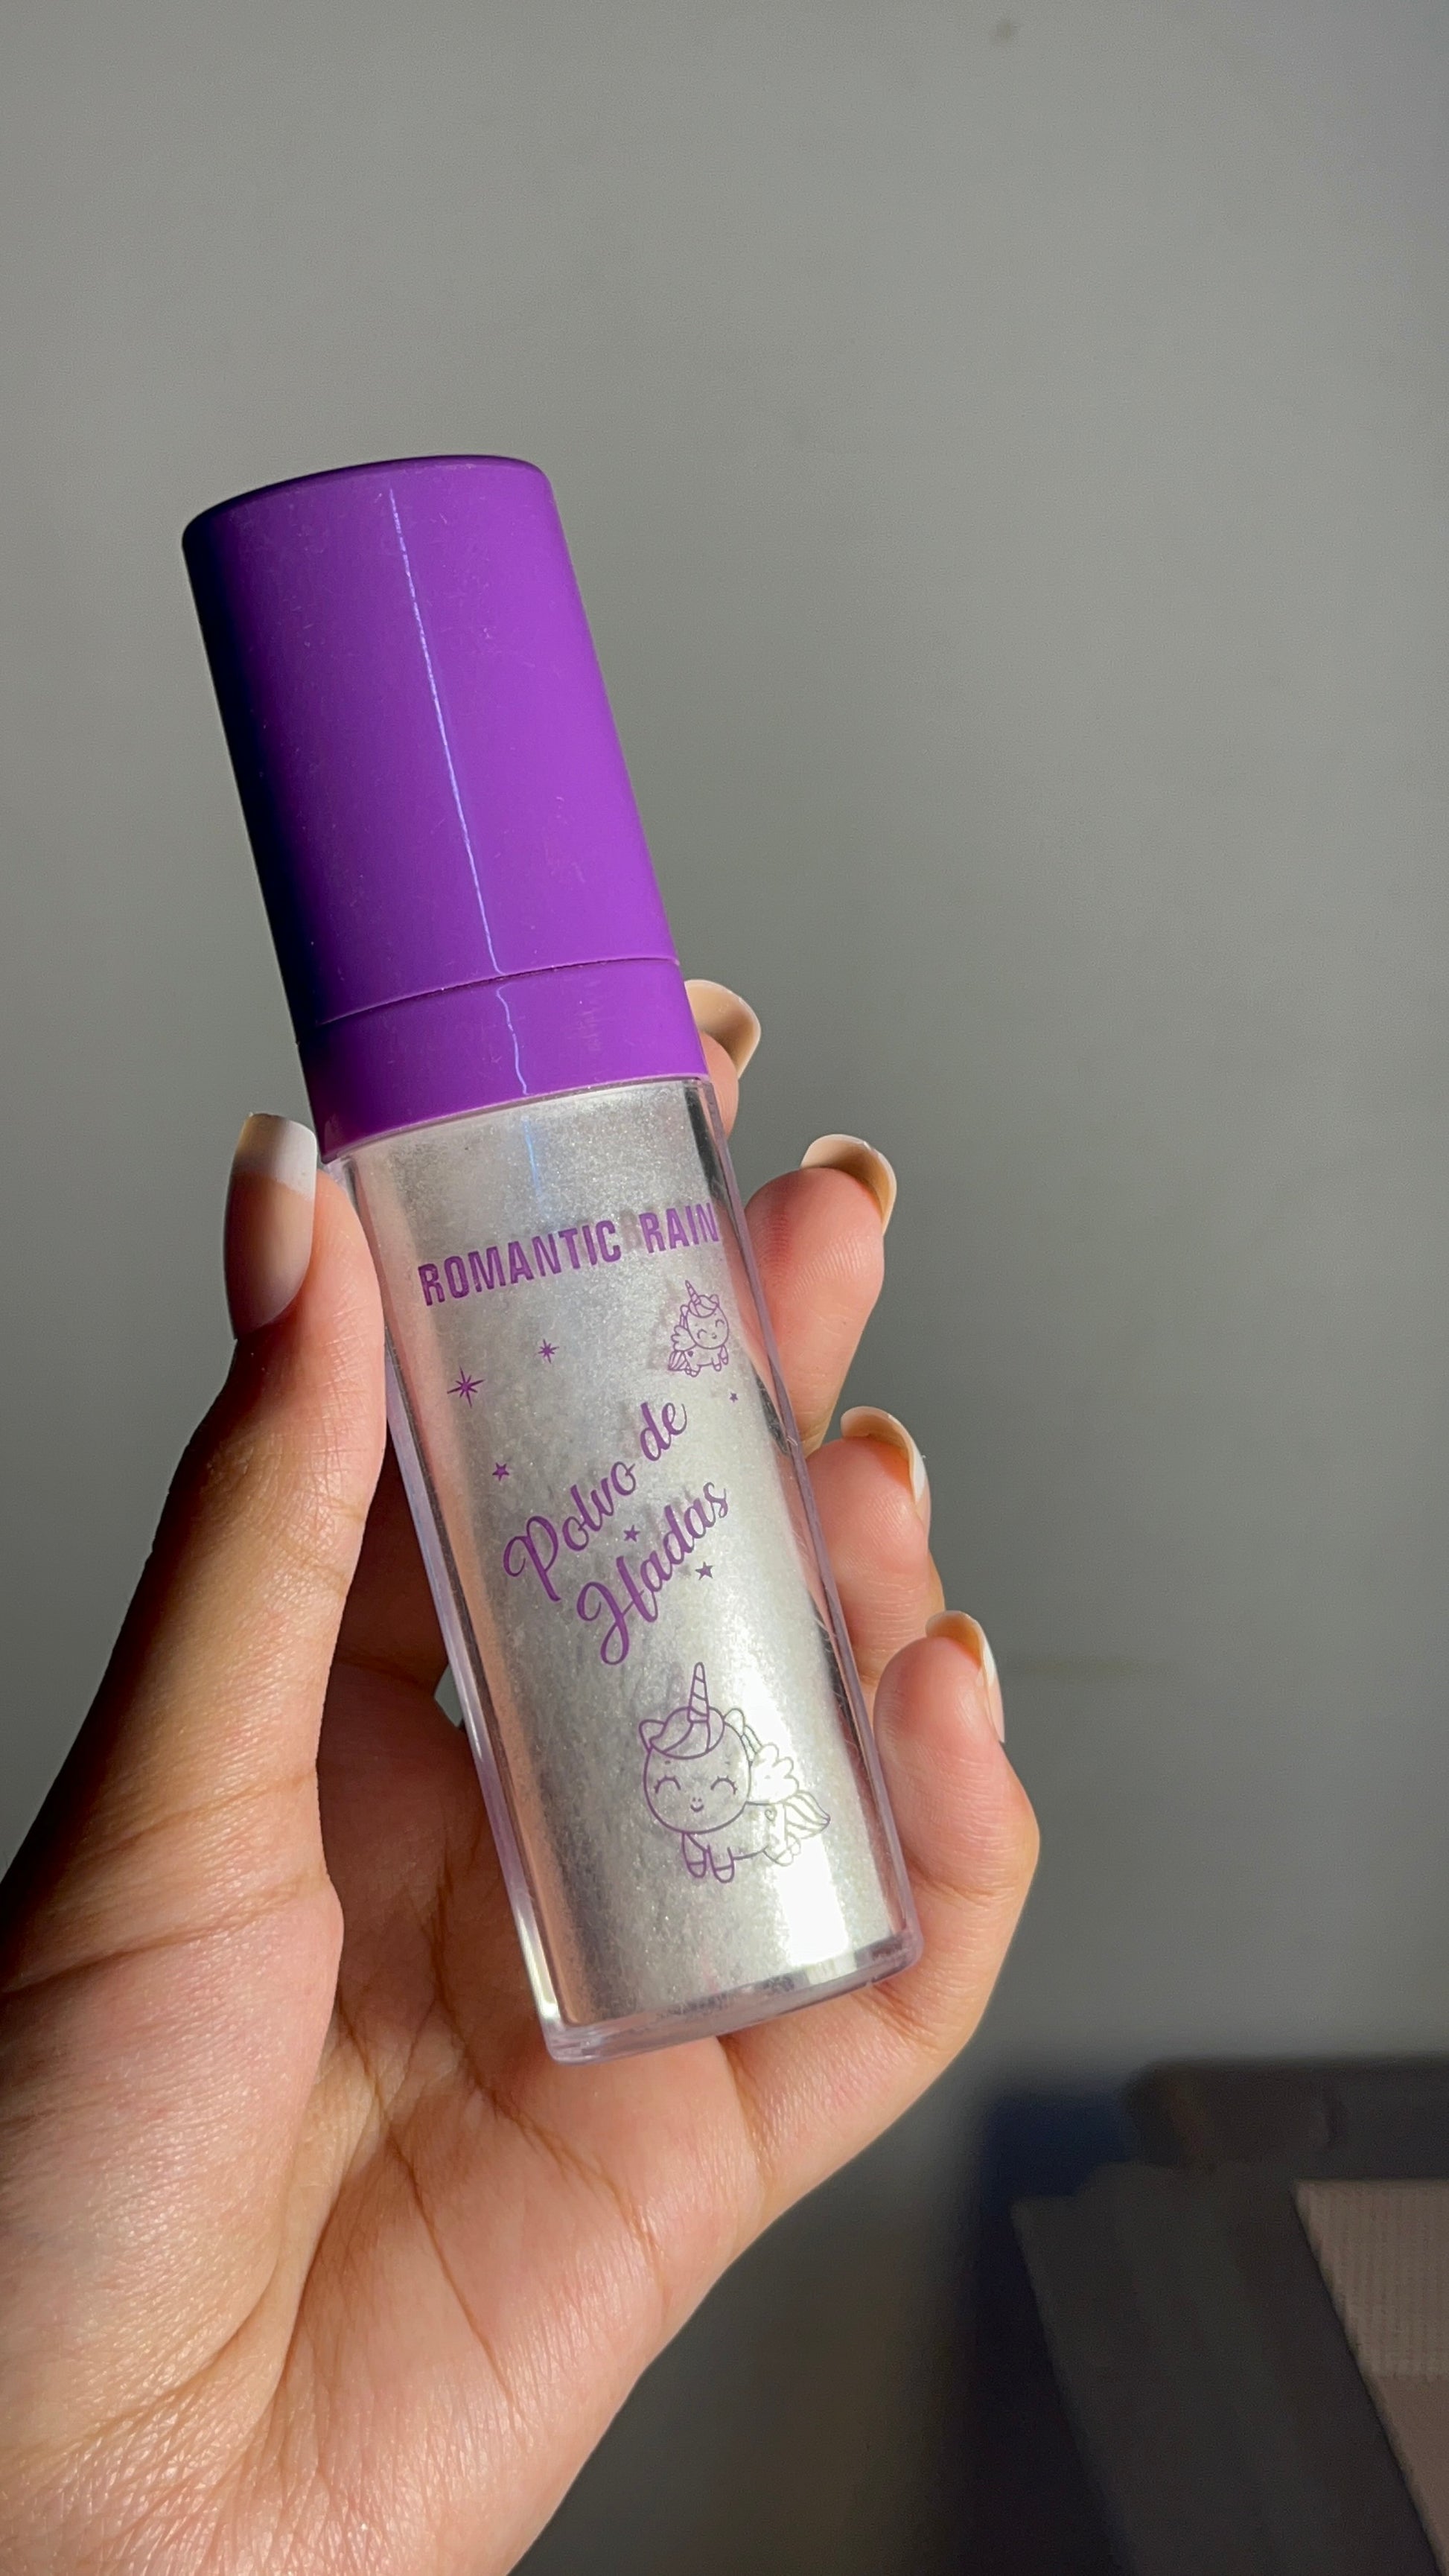 ROMANTIC RAIN
Polvo de
Hadas